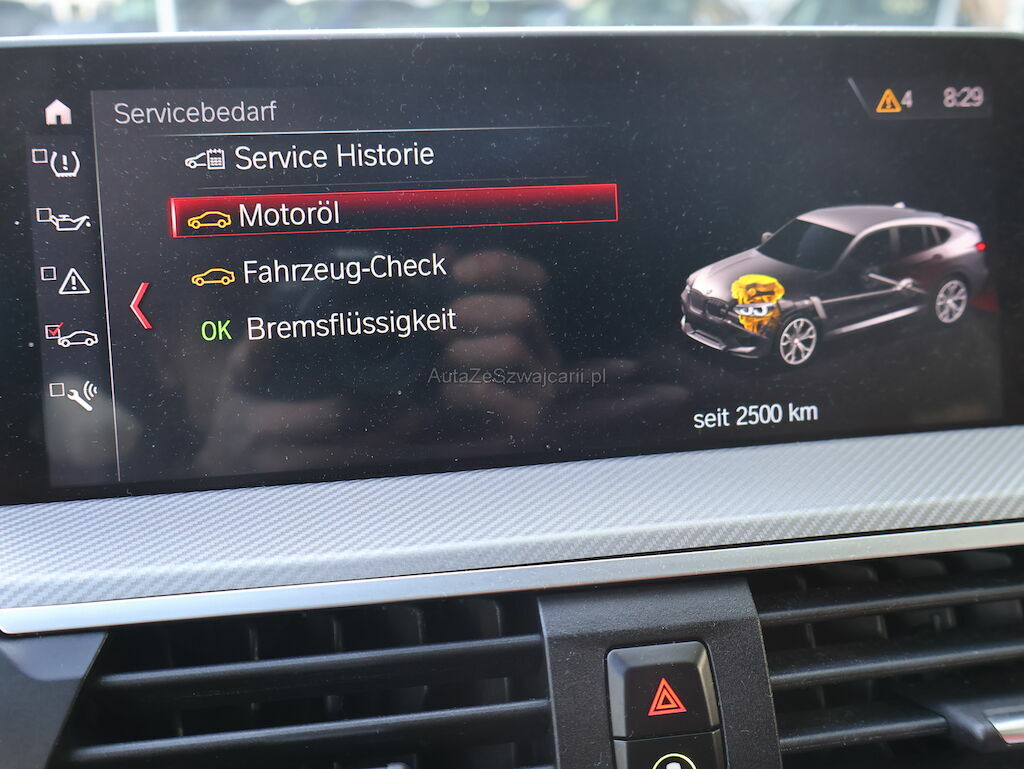 Servicebedarf
4
8:29
Service Historie
Motoröl
Fahrzeug-Check
OK Bremsflüssigkeit
AutaZeSzwajcarii.pl
seit 2500 km